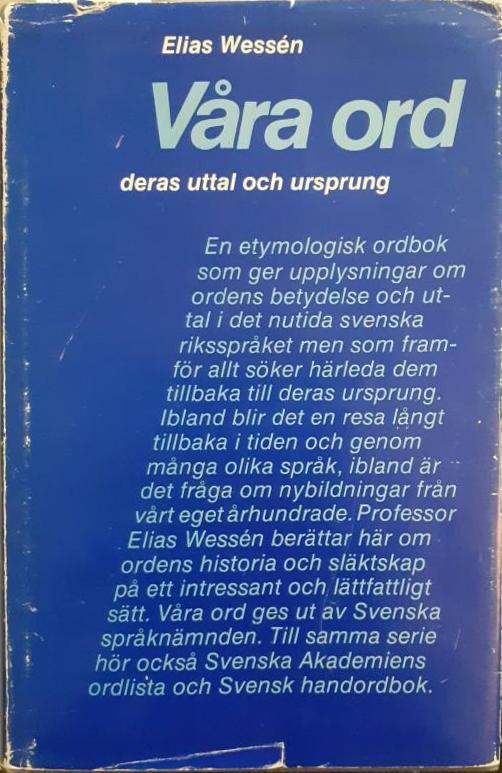 Elias Wessén
Våra ord
deras uttal och ursprung
En etymologisk ordbok
som ger upplysningar om
ordens betydelse och ut-
tal i det nutida svenska
riksspråket men som fram-
för allt söker härleda dem
tillbaka till deras ursprung.
Ibland blir det en resa långt
tillbaka i tiden och genom
många olika språk, ibland är
det fråga om nybildningar från
vårt eget århundrade. Professor
Elias Wessén berättar här om
ordens historia och släktskap
på ett intressant och lättfattligt
sätt. Våra ord ges ut av Svenska
språknämnden. Till samma serie
hör också Svenska Akademiens
ordlista och Svensk handordbok.